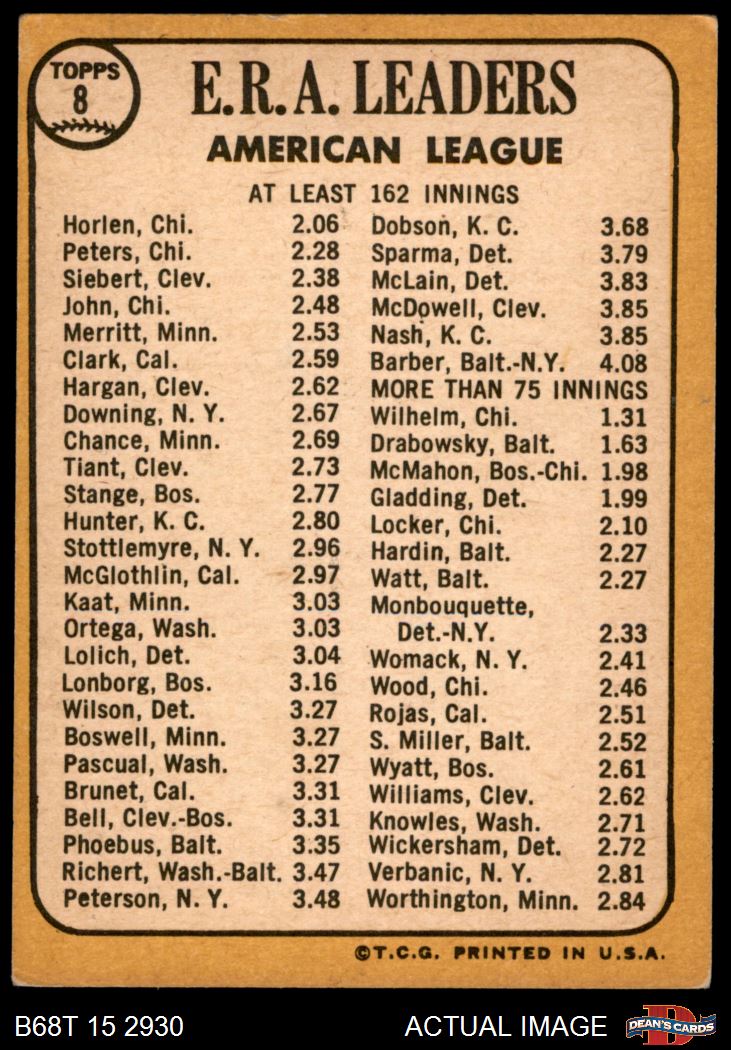 TOPPS
8
E.R.A. LEADERS
AMERICAN LEAGUE
AT LEAST 162 INNINGS
Horlen, Chi. 2.06
Peters, Chi. 2.28
Siebert, Clev. 2.38
John, Chi. 2.48
Merritt, Minn. 2.53
Clark, Cal. 2.59
Hargan, Clev. 2.62
Downing, N. Y. 2.67
Chance, Minn. 2.69
Tiant, Clev. 2.73
Stange, Bos. 2.77
Hunter, K. C. 2.80
Stottlemyre, N. Y. 2.96
McGlothlin, Cal. 2.97
Kaat, Minn. 3.03
Ortega, Wash. 3.03
Lolich, Det. 3.04
Lonborg, Bos. 3.16
Wilson, Det. 3.27
Boswell, Minn. 3.27
Pascual, Wash. 3.27
Brunet, Cal. 3.31
Bell, Clev.-Bos. 3.31
Phoebus, Balt. 3.35
Richert, Wash.-Balt. 3.47
Peterson, N. Y. 3.48
Dobson, K. C. 3.68
Sparma, Det. 3.79
McLain, Det. 3.83
McDowell, Clev. 3.85
Nash, K. C. 3.85
Barber, Balt.-N.Y. 4.08
MORE THAN 75 INNINGS
Wilhelm, Chi. 1.31
Drabowsky, Balt. 1.63
McMahon, Bos.-Chi. 1.98
Gladding, Det. 1.99
Locker, Chi. 2.10
Hardin, Balt. 2.27
Watt, Balt. 2.27
Monbouquette,
Det.-N.Y. 2.33
Womack, N. Y. 2.41
Wood, Chi. 2.46
Rojas, Cal. 2.51
S. Miller, Balt. 2.52
Wyatt, Bos. 2.61
Williams, Clev. 2.62
Knowles, Wash. 2.71
Wickersham, Det. 2.72
Verbanic, N. Y. 2.81
Worthington, Minn. 2.84
©T.C.G. PRINTED IN U.S.A.
B68T 15 2930
ACTUAL IMAGE
D
DEAN'S CARDS